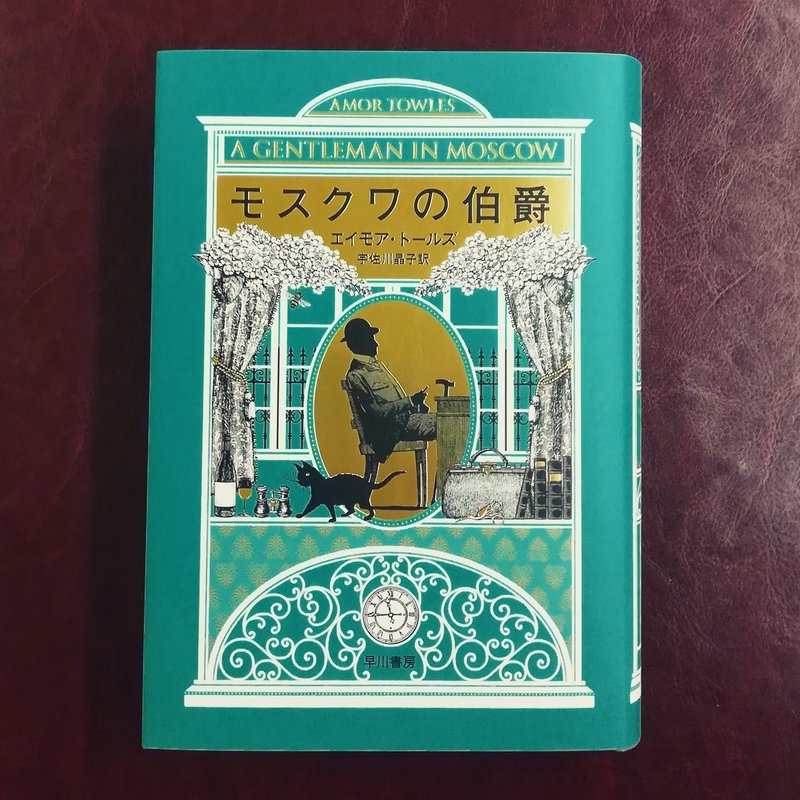 AMOR TOWLES
A GENTLEMAN IN MOSCOW
モスクワの伯爵
エイモア・トールズ
宇佐川晶子訳
早川書房